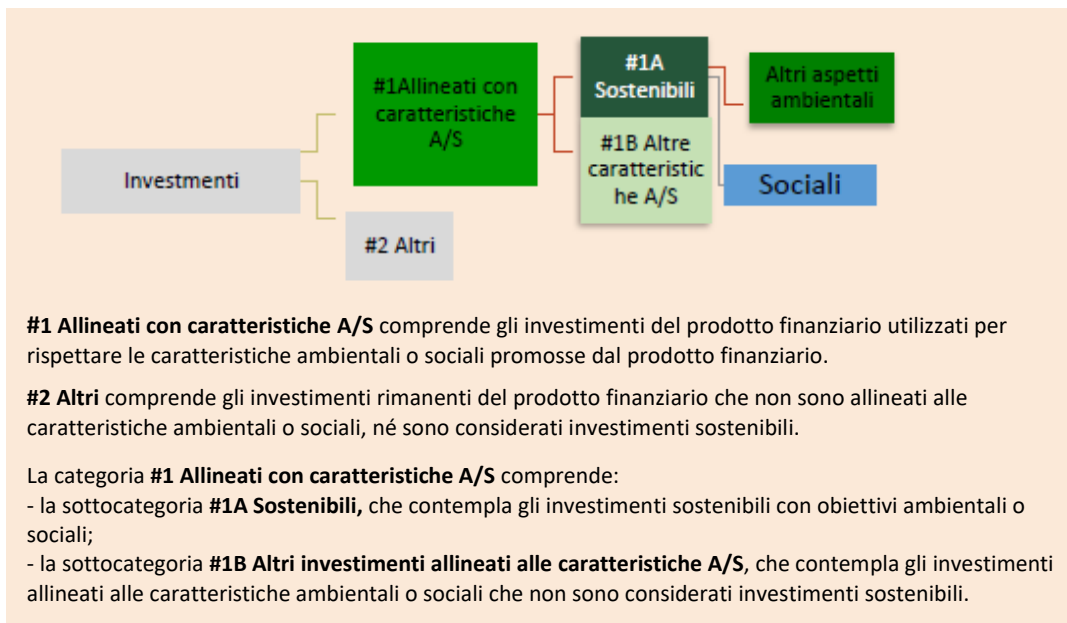 #1Allineati con
caratteristiche
A/S
#1A
Sostenibili
Altri aspetti
ambientali
Investmenti
#1B Altre
caratteristic
he A/S
Sociali
#2 Altri
#1 Allineati con caratteristiche A/S comprende gli investimenti del prodotto finanziario utilizzati per
rispettare le caratteristiche ambientali o sociali promosse dal prodotto finanziario.
#2 Altri comprende gli investimenti rimanenti del prodotto finanziario che non sono allineati alle
caratteristiche ambientali o sociali, né sono considerati investimenti sostenibili.
La categoria #1 Allineati con caratteristiche A/S comprende:
- la sottocategoria #1A Sostenibili, che contempla gli investimenti sostenibili con obiettivi ambientali o
sociali;
- la sottocategoria #1B Altri investimenti allineati alle caratteristiche A/S, che contempla gli investimenti
allineati alle caratteristiche ambientali o sociali che non sono considerati investimenti sostenibili.